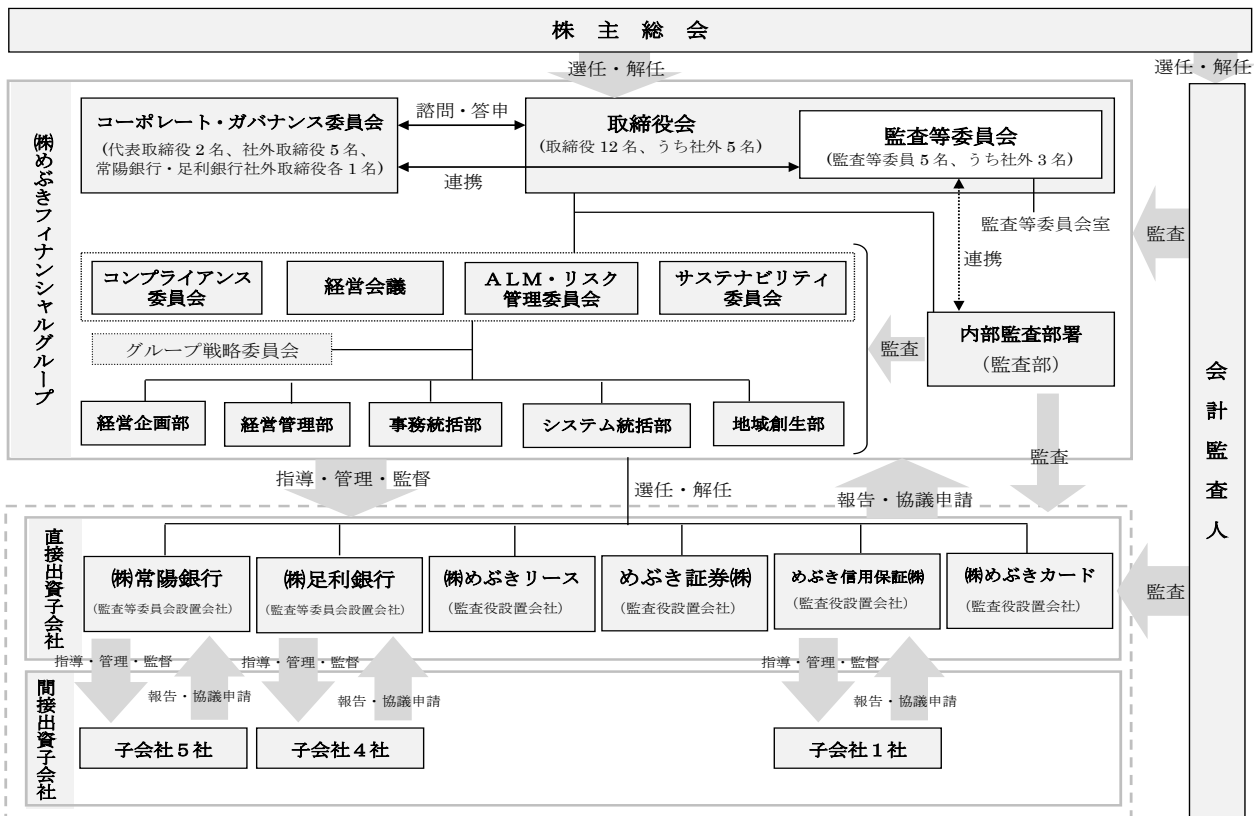 株主総会
選任・解任
選任・解任
㈱めぶきフィナンシャルグループ
コーポレート・ガバナンス委員会
(代表取締役2名、社外取締役5名、
常陽銀行・足利銀行社外取締役各1名)
諮問・答申
連携
取締役会
(取締役12名、うち社外5名)
監査等委員会
(監査等委員5名、うち社外3名)
監査等委員会室
連携
監査
コンプライアンス
委員会
経営会議
ALM・リスク
管理委員会
サステナビリティ
委員会
グループ戦略委員会
監査
内部監査部署
(監査部)
経営企画部
経営管理部
事務統括部
システム統括部
地域創生部
会計監査人
指導・管理・監督
選任・解任
報告・協議申請
監査
直接出資子会社
㈱常陽銀行
(監査等委員会設置会社)
㈱足利銀行
(監査等委員会設置会社)
㈱めぶきリース
(監査役設置会社)
めぶき証券㈱
(監査役設置会社)
めぶき信用保証㈱
(監査役設置会社)
㈱めぶきカード
(監査役設置会社)
監査
指導・管理・監督
報告・協議申請
指導・管理・監督
報告・協議申請
指導・管理・監督
報告・協議申請
間接出資子会社
子会社5社
子会社4社
子会社1社